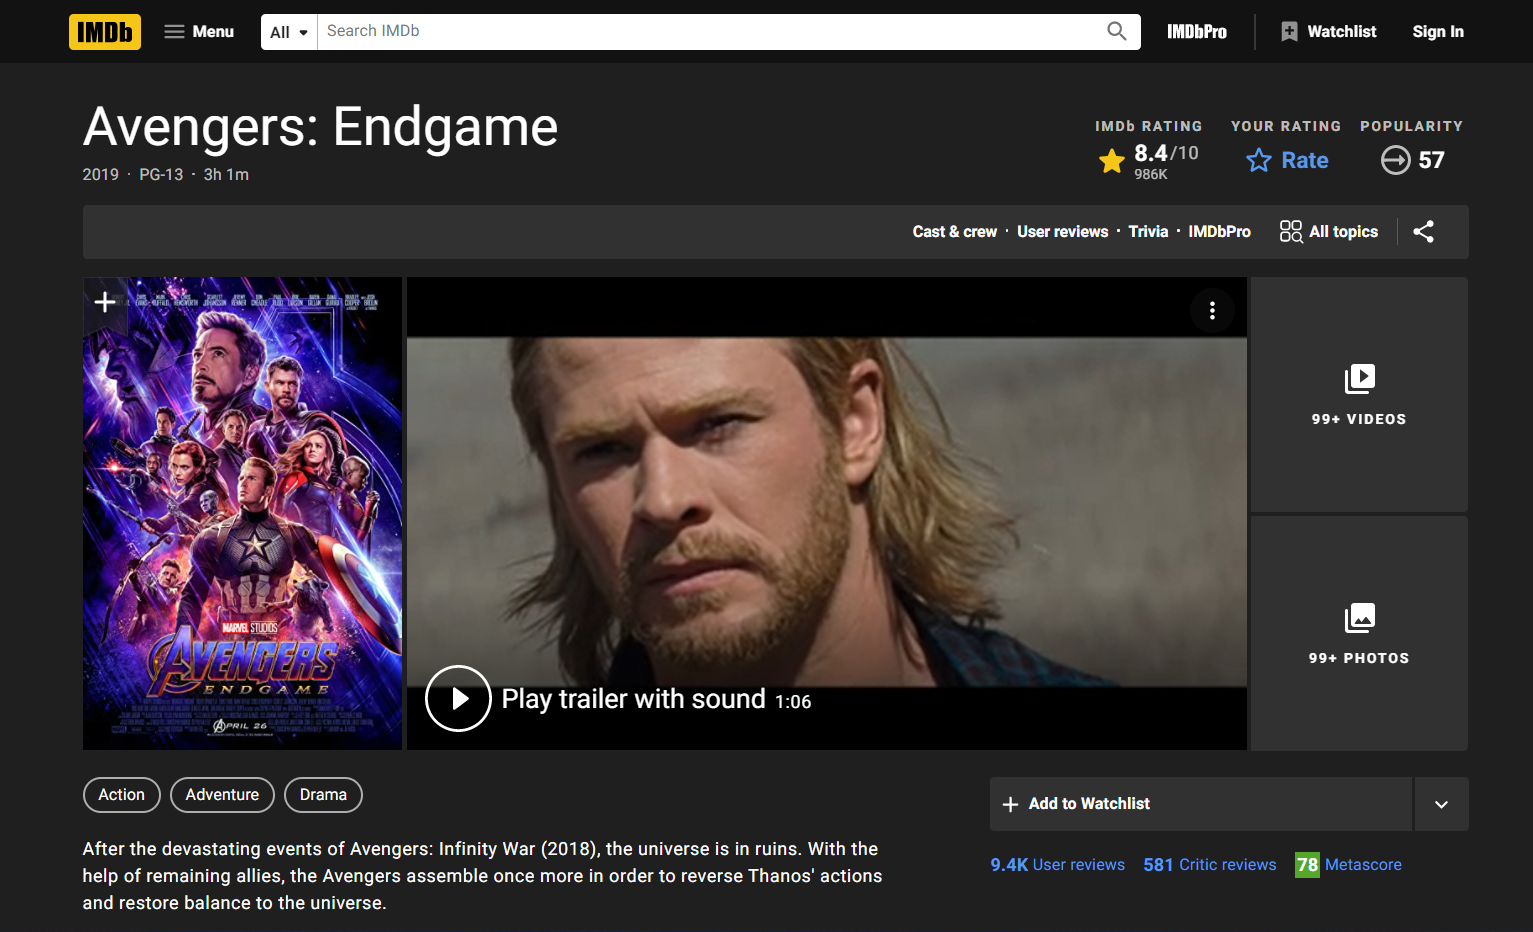 IMDb
Menu
All
Search IMDb
IMDbPro
Watchlist
Sign In
Avengers: Endgame
2019 · PG-13 · 3h 1m
IMDb RATING
8.4/10
986K
YOUR RATING
Rate
POPULARITY
57
Cast & crew · User reviews · Trivia · IMDbPro
All topics
MARVEL STUDIOS
AVENGERS
ENDGAME
APRIL 26
Play trailer with sound 1:06
99+ VIDEOS
99+ PHOTOS
Action
Adventure
Drama
After the devastating events of Avengers: Infinity War (2018), the universe is in ruins. With the
help of remaining allies, the Avengers assemble once more in order to reverse Thanos' actions
and restore balance to the universe.
Add to Watchlist
9.4K User reviews
581 Critic reviews
78 Metascore